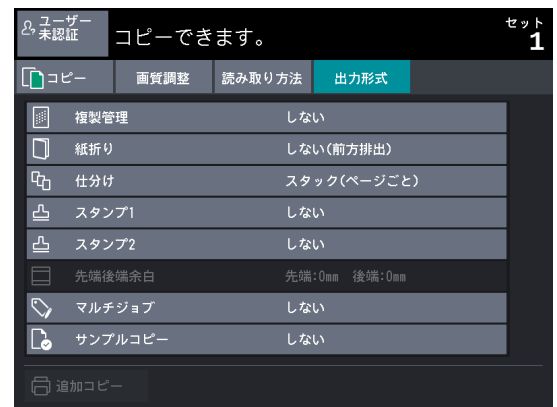 ユーザー
未認証
コピーできます。
セット
1
コピー
画質調整
読み取り方法
出力形式
複製管理 しない
紙折り しない(前方排出)
仕分け スタック(ページごと)
スタンプ1 しない
スタンプ2 しない
先端後端余白 先端:0mm 後端:0mm
マルチジョブ しない
サンプルコピー しない
追加コピー